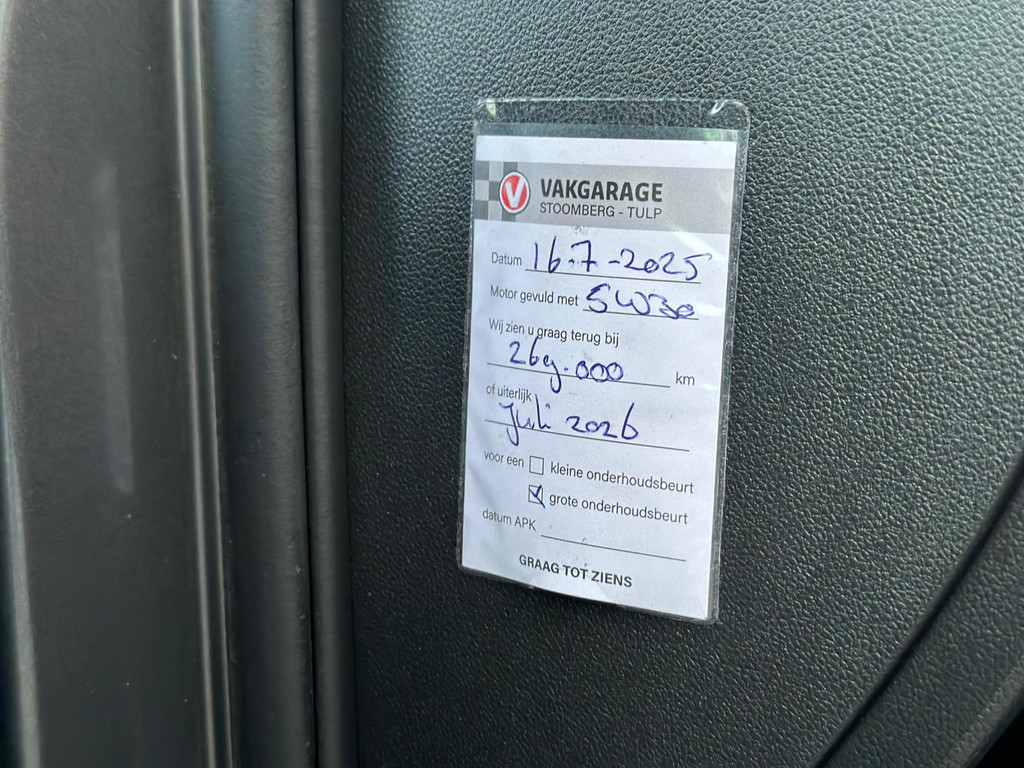 V VAKGARAGE
STOOMBERG - TULP
Datum 16-7-2025
Motor gevuld met 5W30
Wij zien u graag terug bij
269.000 km
of uiterlijk
Juli 2026
voor een kleine onderhoudsbeurt
grote onderhoudsbeurt
datum APK
GRAAG TOT ZIENS